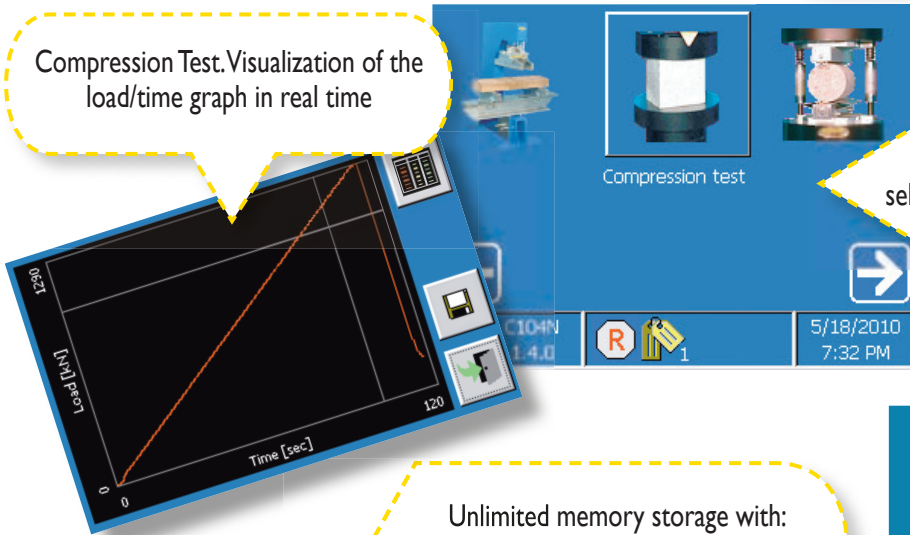 Compression Test. Visualization of the
load/time graph in real time
Compression test
sel
1290
Load [kN]
0
0
Time [sec]
120
C104N
1.4.0
R
1
5/18/2010
7:32 PM
Unlimited memory storage with: